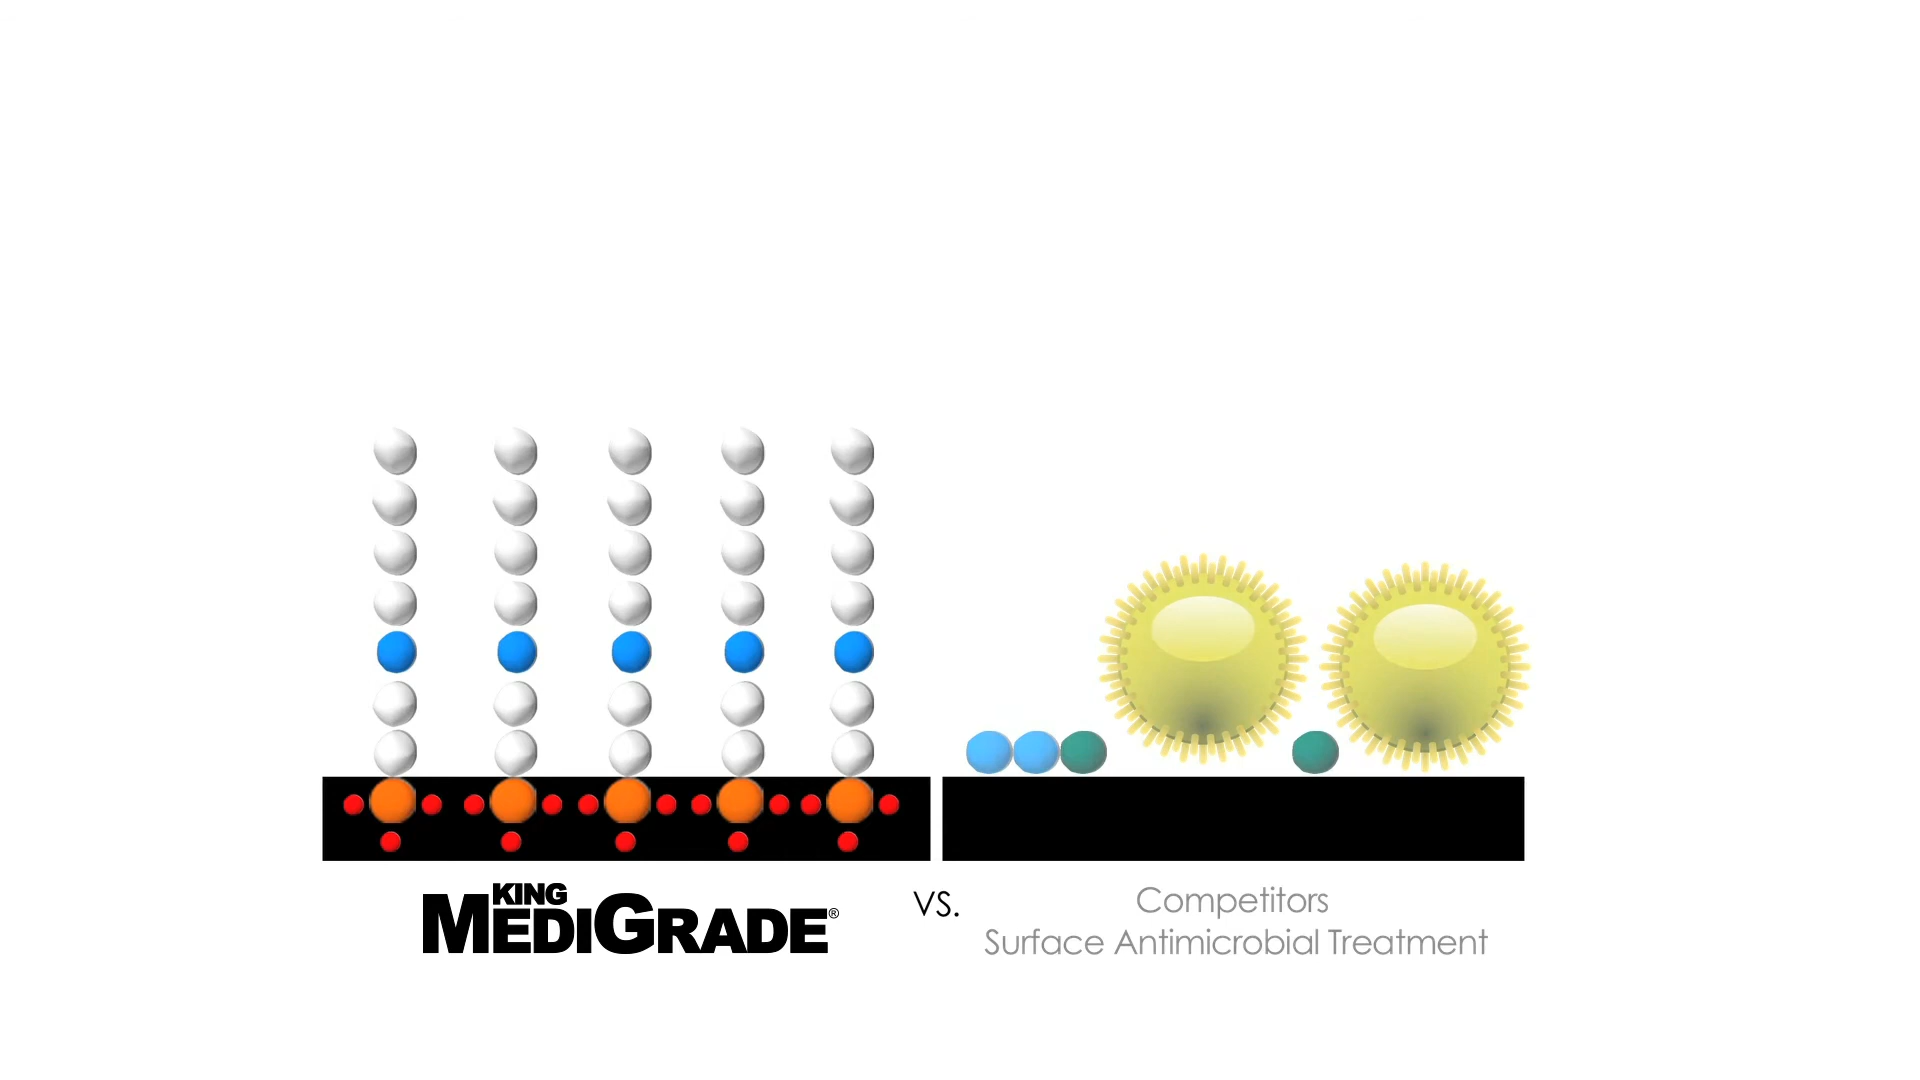 KING
MEDIGRADE®
VS.
Competitors
Surface Antimicrobial Treatment